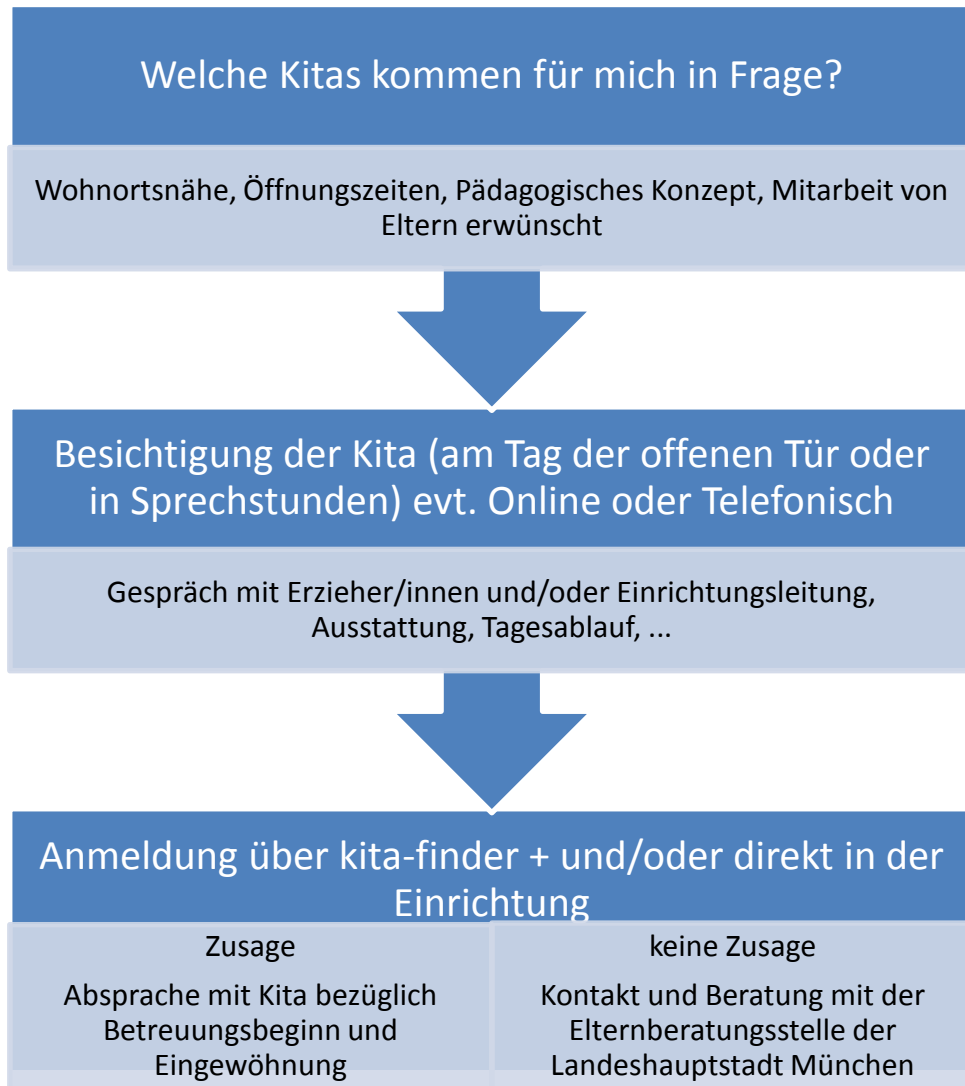 Welche Kitas kommen für mich in Frage?
Wohnortsnähe, Öffnungszeiten, Pädagogisches Konzept, Mitarbeit von
Eltern erwünscht
Besichtigung der Kita (am Tag der offenen Tür oder
in Sprechstunden) evt. Online oder Telefonisch
Gespräch mit Erzieher/innen und/oder Einrichtungsleitung,
Ausstattung, Tagesablauf, ...
Anmeldung über kita-finder + und/oder direkt in der
Einrichtung
Zusage
Absprache mit Kita bezüglich
Betreuungsbeginn und
Eingewöhnung
keine Zusage
Kontakt und Beratung mit der
Elternberatungsstelle der
Landeshauptstadt München